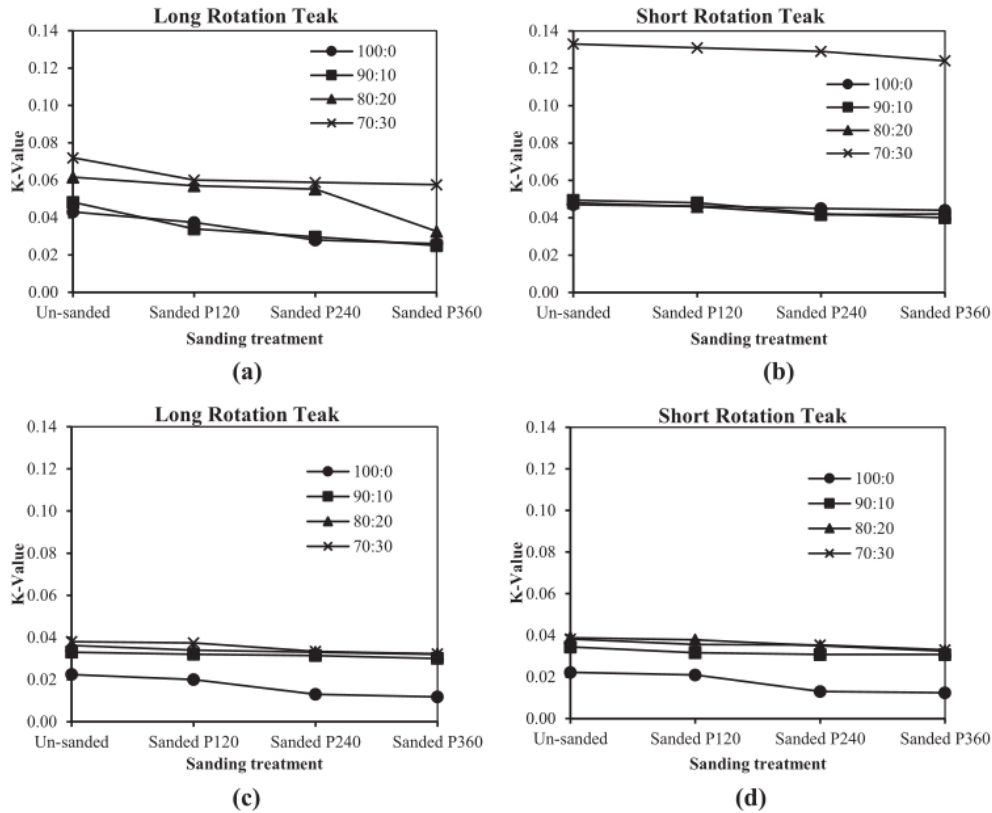 Long Rotation Teak
0.14
0.12
0.10
0.08
0.06
0.04
0.02
0.00
K-Value
100:0
90:10
80:20
70:30
Un-sanded Sanded P120 Sanded P240 Sanded P360
Sanding treatment
(a)
Short Rotation Teak
0.14
0.12
0.10
0.08
0.06
0.04
0.02
0.00
K-Value
100:0
90:10
80:20
70:30
Un-sanded Sanded P120 Sanded P240 Sanded P360
Sanding treatment
(b)
Long Rotation Teak
0.14
0.12
0.10
0.08
0.06
0.04
0.02
0.00
K-Value
100:0
90:10
80:20
70:30
Un-sanded Sanded P120 Sanded P240 Sanded P360
Sanding treatment
(c)
Short Rotation Teak
0.14
0.12
0.10
0.08
0.06
0.04
0.02
0.00
K-Value
100:0
90:10
80:20
70:30
Un-sanded Sanded P120 Sanded P240 Sanded P360
Sanding treatment
(d)